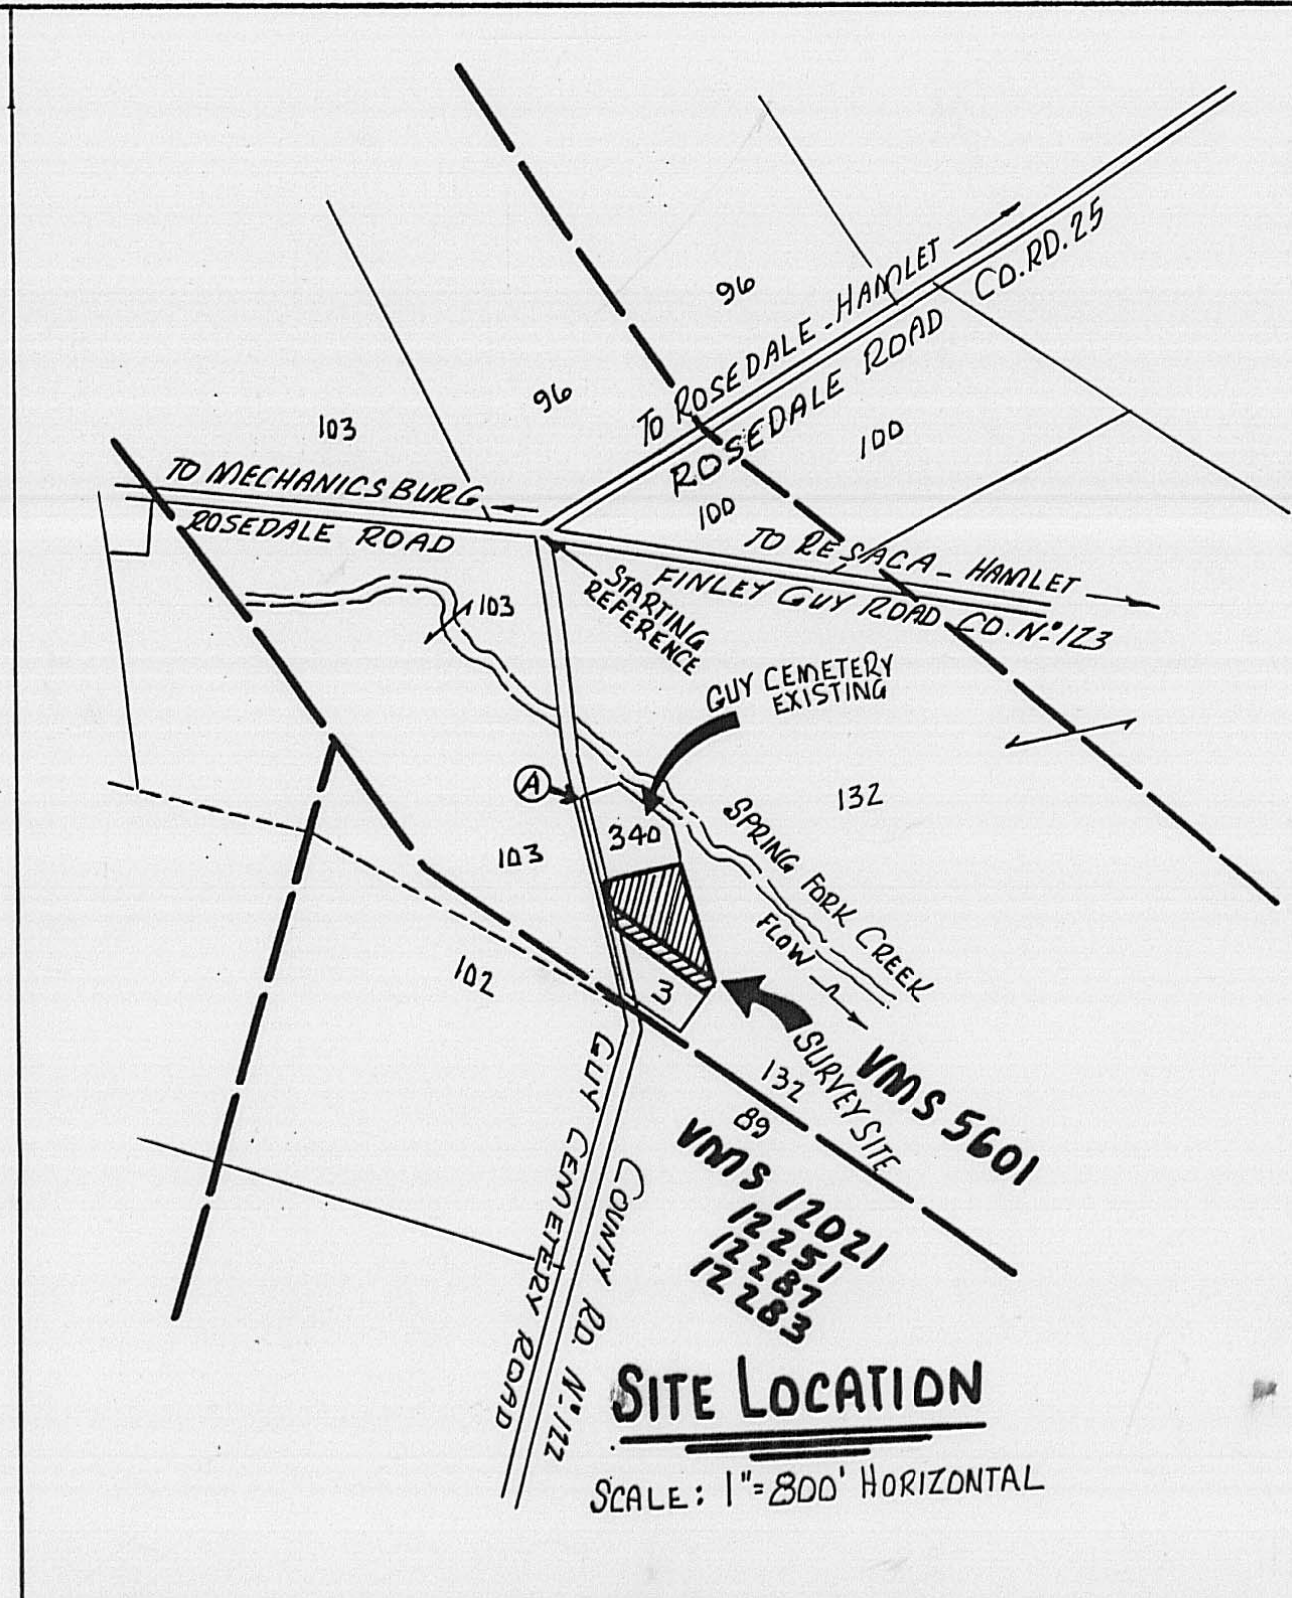 96
TO ROSEDALE - HAMLET
CO. RD. 25
ROSEDALE ROAD
96
103
100
TO MECHANICSBURG
ROSEDALE ROAD
100
TO RESACA - HAMLET
FINLEY GUY ROAD CO. Nº 123
STARTING
REFERENCE
103
GUY CEMETERY
EXISTING
A
132
340
103
SPRING FORK CREEK
FLOW
102
3
SURVEY SITE
VMS 5601
132
89
VMS 12021
12251
12287
12283
GUY CEMETERY ROAD
COUNTY RD. Nº 122
SITE LOCATION
SCALE: 1"=800' HORIZONTAL